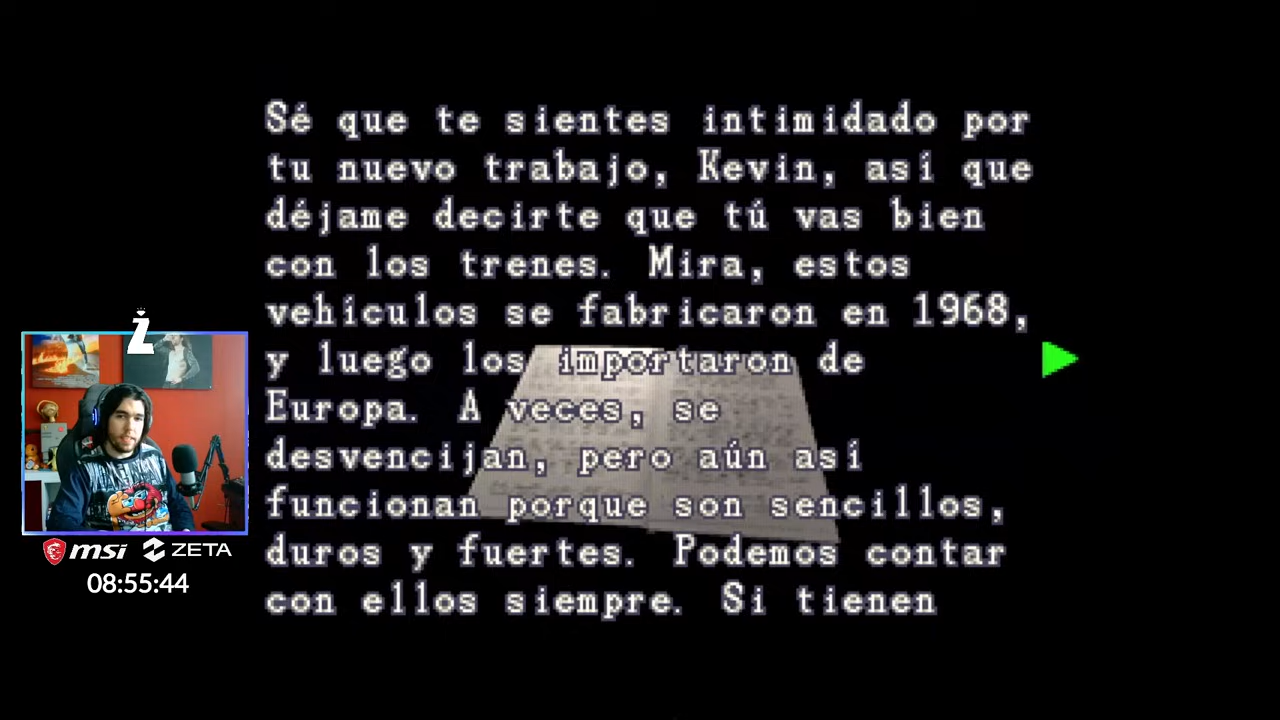 Sé que te sientes intimidado por
tu nuevo trabajo, Kevin, así que
déjame decirte que tú vas bien
con los trenes. Mira, estos
vehículos se fabricaron en 1968,
y luego los importaron de
Europa. A veces, se
desvencijan, pero aún así
funcionan porque son sencillos,
duros y fuertes. Podemos contar
con ellos siempre. Si tienen
msi ZETA
08:55:44